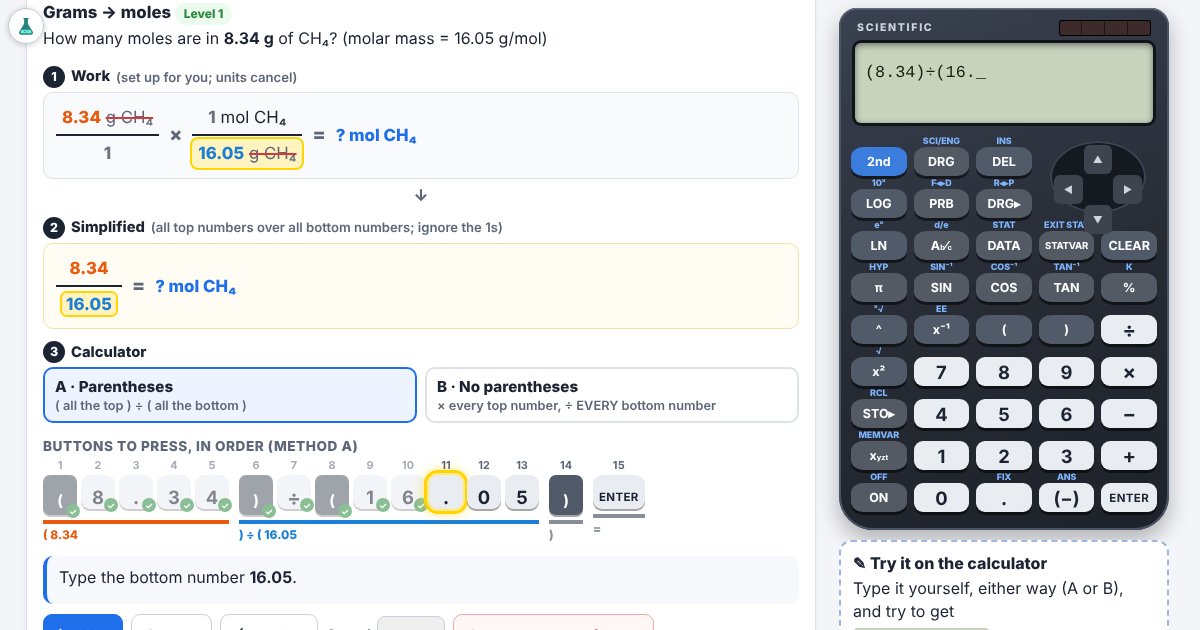 Grams → moles Level 1
How many moles are in 8.34 g of CH₄? (molar mass = 16.05 g/mol)
1 Work (set up for you; units cancel)
8.34 g CH₄
1
×
1 mol CH₄
16.05 g CH₄
= ? mol CH₄
↓
2 Simplified (all top numbers over all bottom numbers; ignore the 1s)
8.34
16.05
= ? mol CH₄
3 Calculator
A · Parentheses
( all the top ) ÷ ( all the bottom )
B · No parentheses
× every top number, ÷ EVERY bottom number
BUTTONS TO PRESS, IN ORDER (METHOD A)
1 2 3 4 5 6 7 8 9 10 11 12 13 14 15
( 8 . 3 4 ) ÷ ( 1 6 . 0 5 ) ENTER
( 8.34 ) ÷ ( 16.05 ) =
Type the bottom number 16.05.
SCIENTIFIC
(8.34)÷(16._
SCI/ENG INS
2nd DRG DEL
10ˣ F◂▸D R◂▸P
LOG PRB DRG▸
eˣ d/e STAT EXIT STA
LN Ab/c DATA STATVAR CLEAR
HYP SIN⁻¹ COS⁻¹ TAN⁻¹ K
π SIN COS TAN %
ˣ√ EE
^ x⁻¹ ( ) ÷
√
x² 7 8 9 ×
RCL
STO▸ 4 5 6 −
MEMVAR
xyzt 1 2 3 +
OFF FIX ANS
ON 0 . (−) ENTER
✎ Try it on the calculator
Type it yourself, either way (A or B),
and try to get